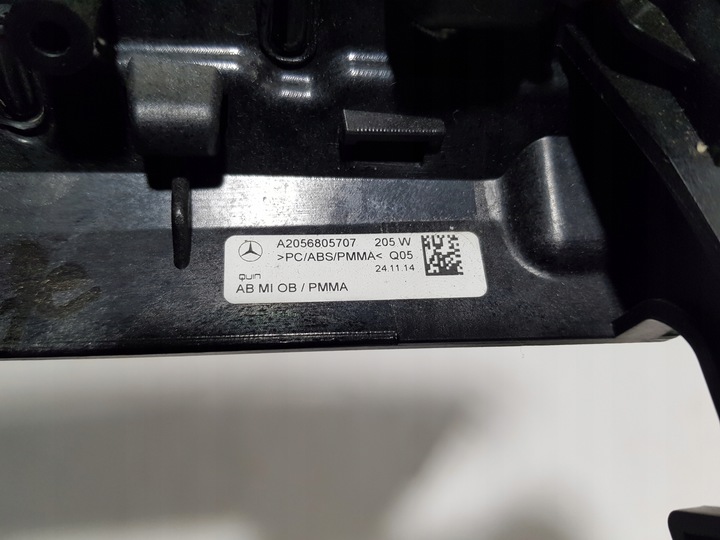 A2056805707 205 W
>PC/ABS/PMMA< Q05
24.11.14
QUIN
AB MI OB / PMMA